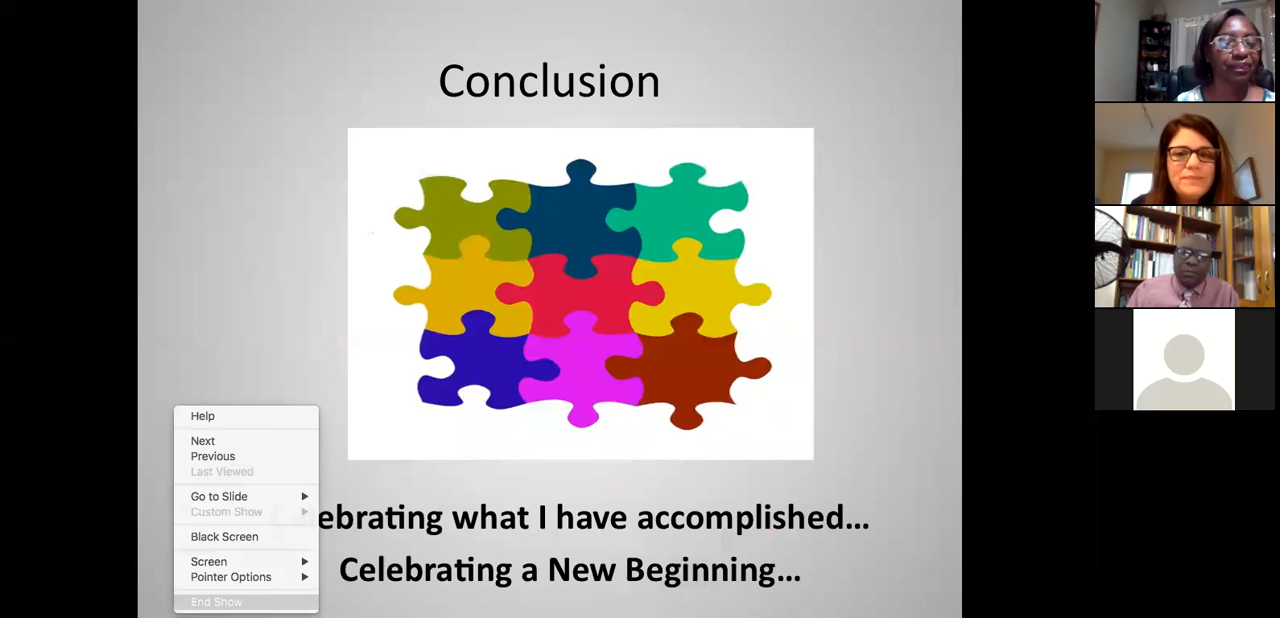 Conclusion
Help
Next
Previous
Last Viewed
Go to Slide
Custom Show
Black Screen
Screen
Pointer Options
End Show
ebrating what I have accomplished...
Celebrating a New Beginning...